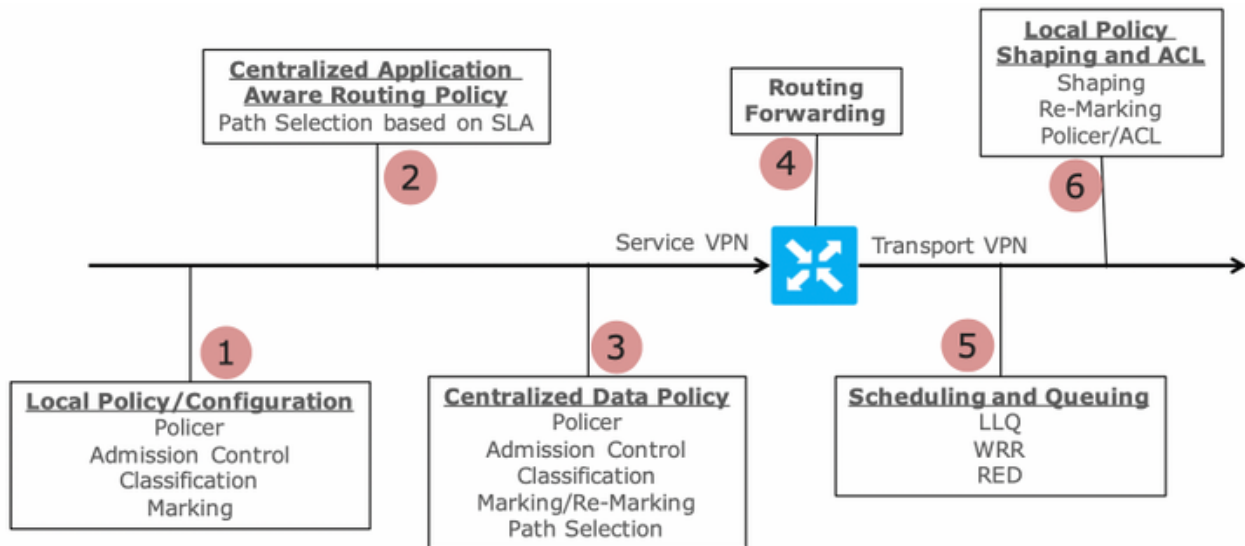 Centralized Application
Aware Routing Policy
Path Selection based on SLA
2
Routing
Forwarding
4
Local Policy
Shaping and ACL
Shaping
Re-Marking
Policer/ACL
6
Service VPN
Transport VPN
1
Local Policy/Configuration
Policer
Admission Control
Classification
Marking
3
Centralized Data Policy
Policer
Admission Control
Classification
Marking/Re-Marking
Path Selection
5
Scheduling and Queuing
LLQ
WRR
RED